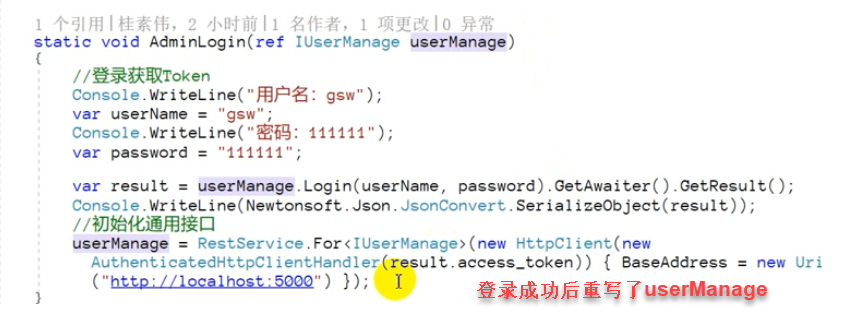 1 个引用|桂素伟，2 小时前|1 名作者，1 项更改|0 异常
static void AdminLogin(ref IUserManage userManage)
{
//登录获取Token
Console.WriteLine("用户名：gsw");
var userName = "gsw";
Console.WriteLine("密码：111111");
var password = "111111";
var result = userManage.Login(userName, password).GetAwaiter().GetResult();
Console.WriteLine(Newtonsoft.Json.JsonConvert.SerializeObject(result));
//初始化通用接口
userManage = RestService.For<IUserManage>(new HttpClient(new
AuthenticatedHttpClientHandler(result.access_token)) { BaseAddress = new Uri
("http://localhost:5000") });
登录成功后重写了userManage
}